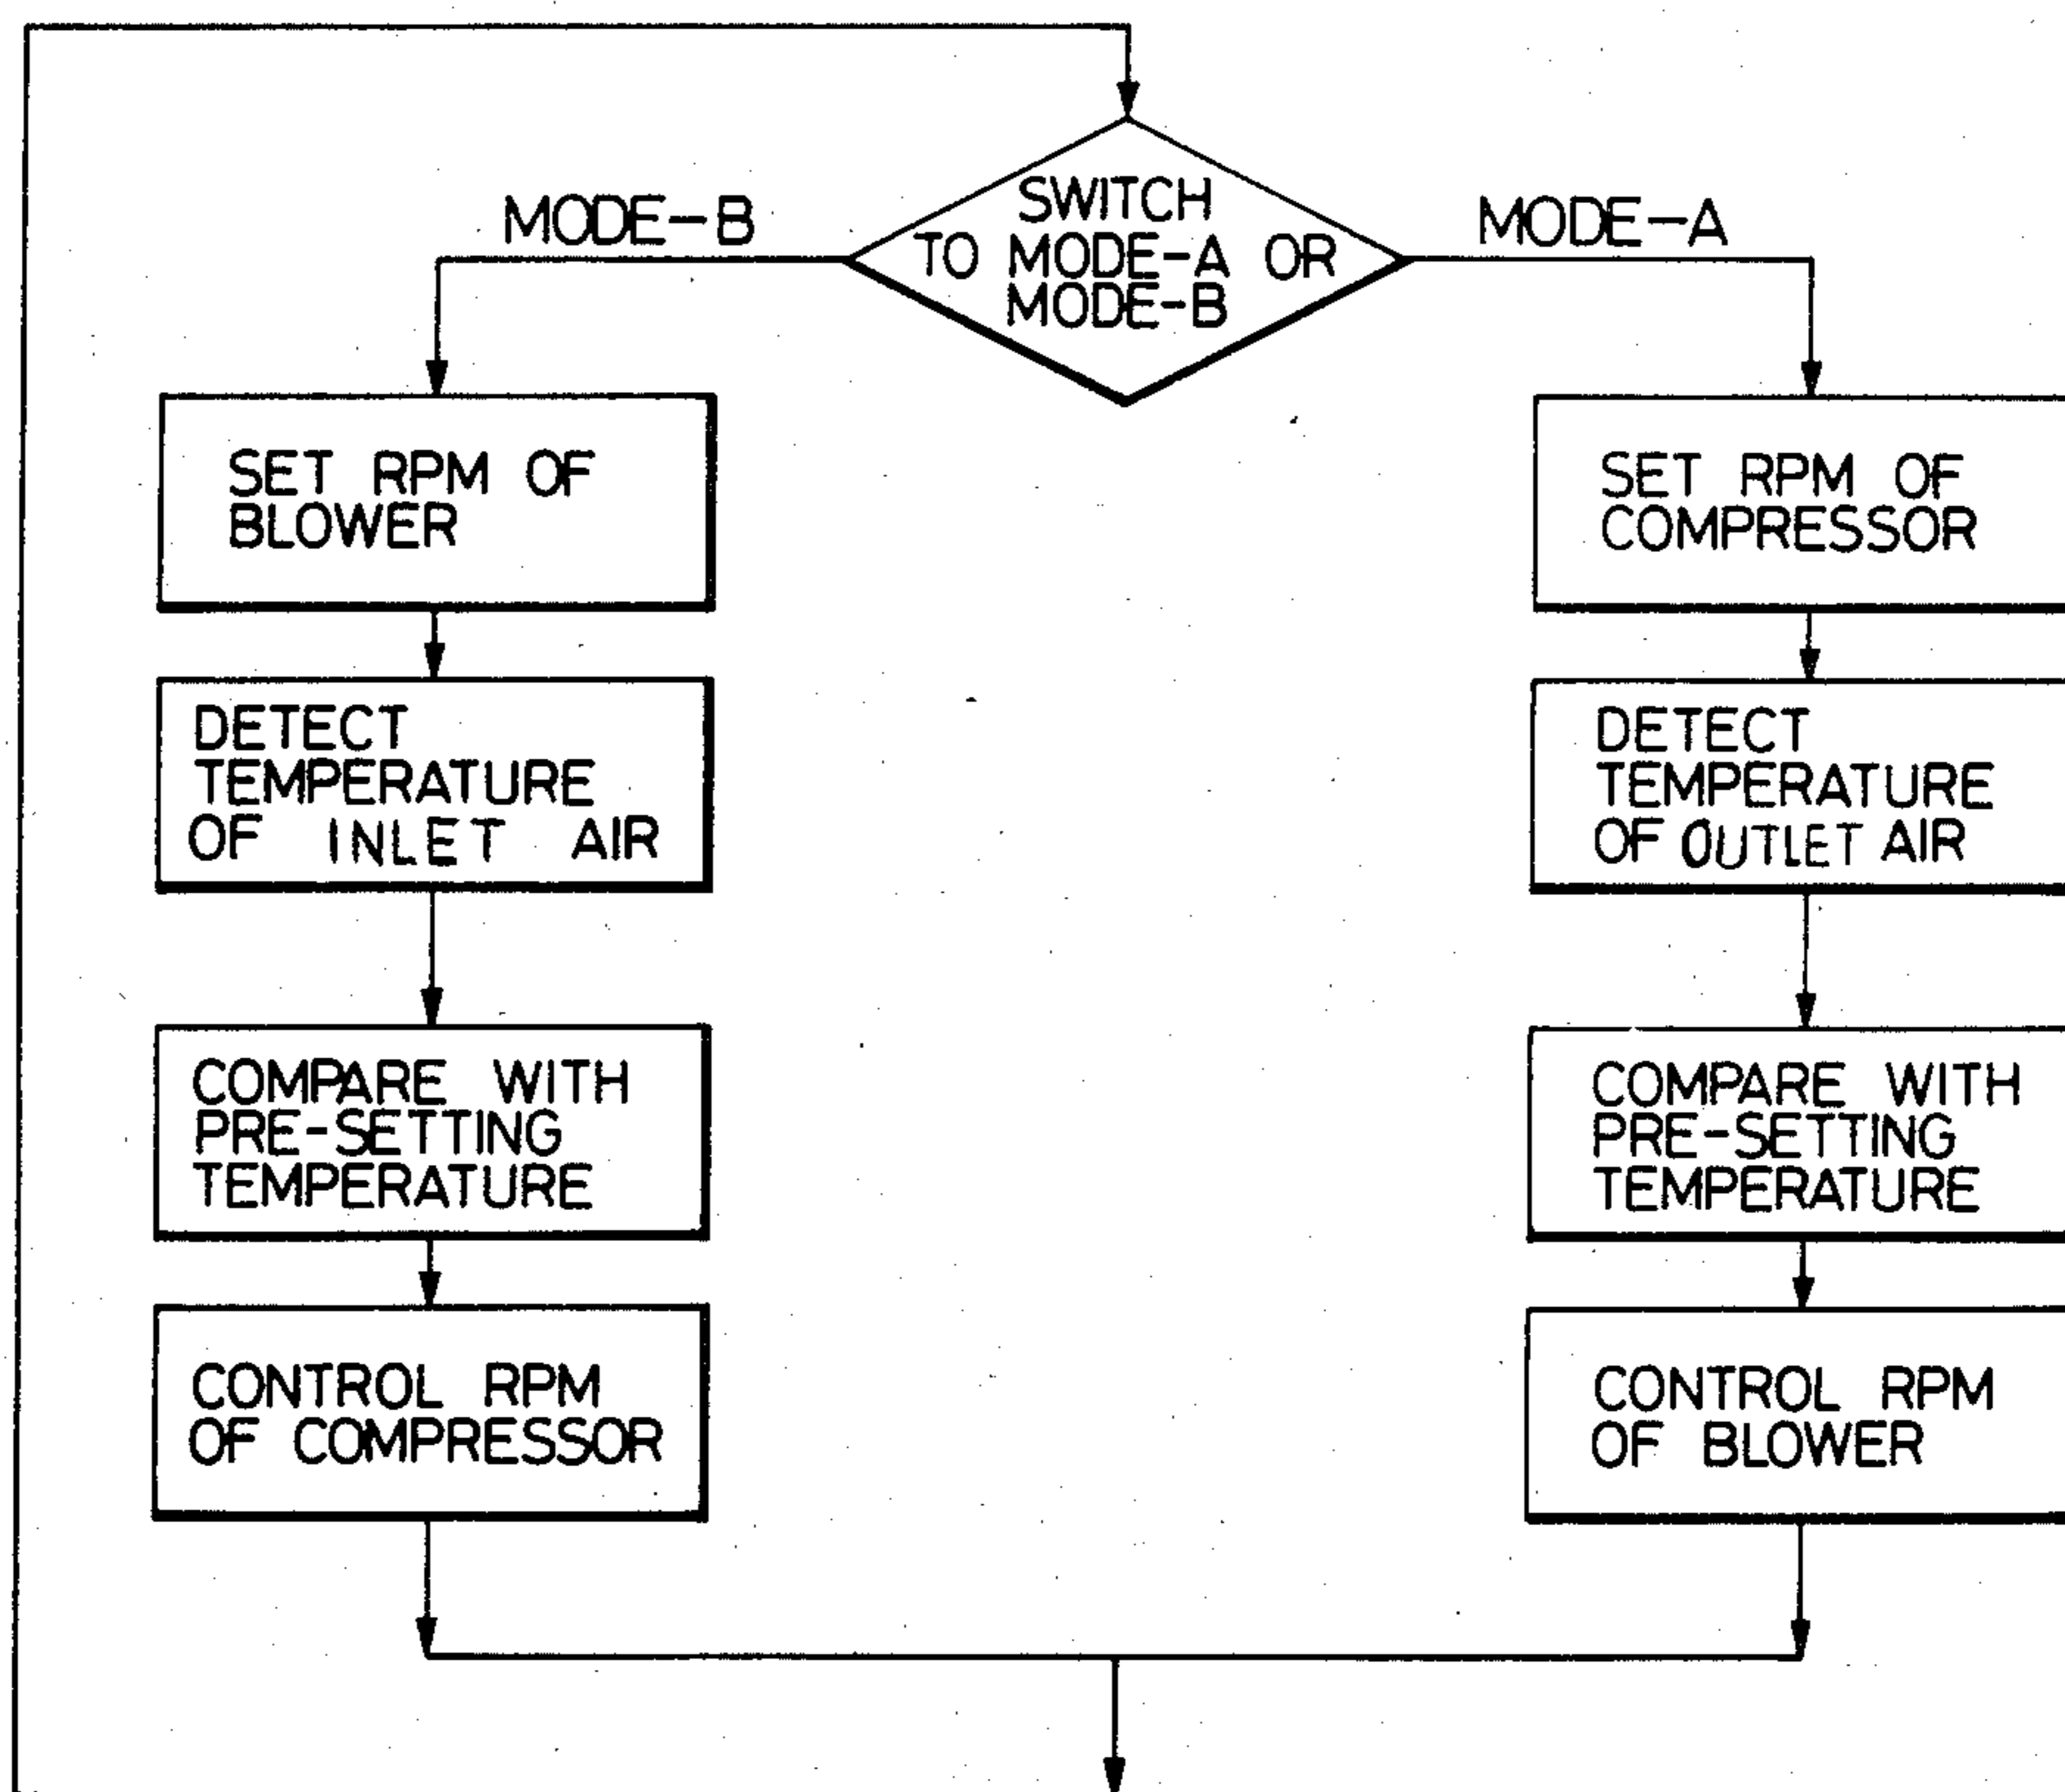 SWITCH
TO MODE-A OR
MODE-B
MODE-B
MODE-A
SET RPM OF
BLOWER
DETECT
TEMPERATURE
OF INLET AIR
COMPARE WITH
PRE-SETTING
TEMPERATURE
CONTROL RPM
OF COMPRESSOR
SET RPM OF
COMPRESSOR
DETECT
TEMPERATURE
OF OUTLET AIR
COMPARE WITH
PRE-SETTING
TEMPERATURE
CONTROL RPM
OF BLOWER